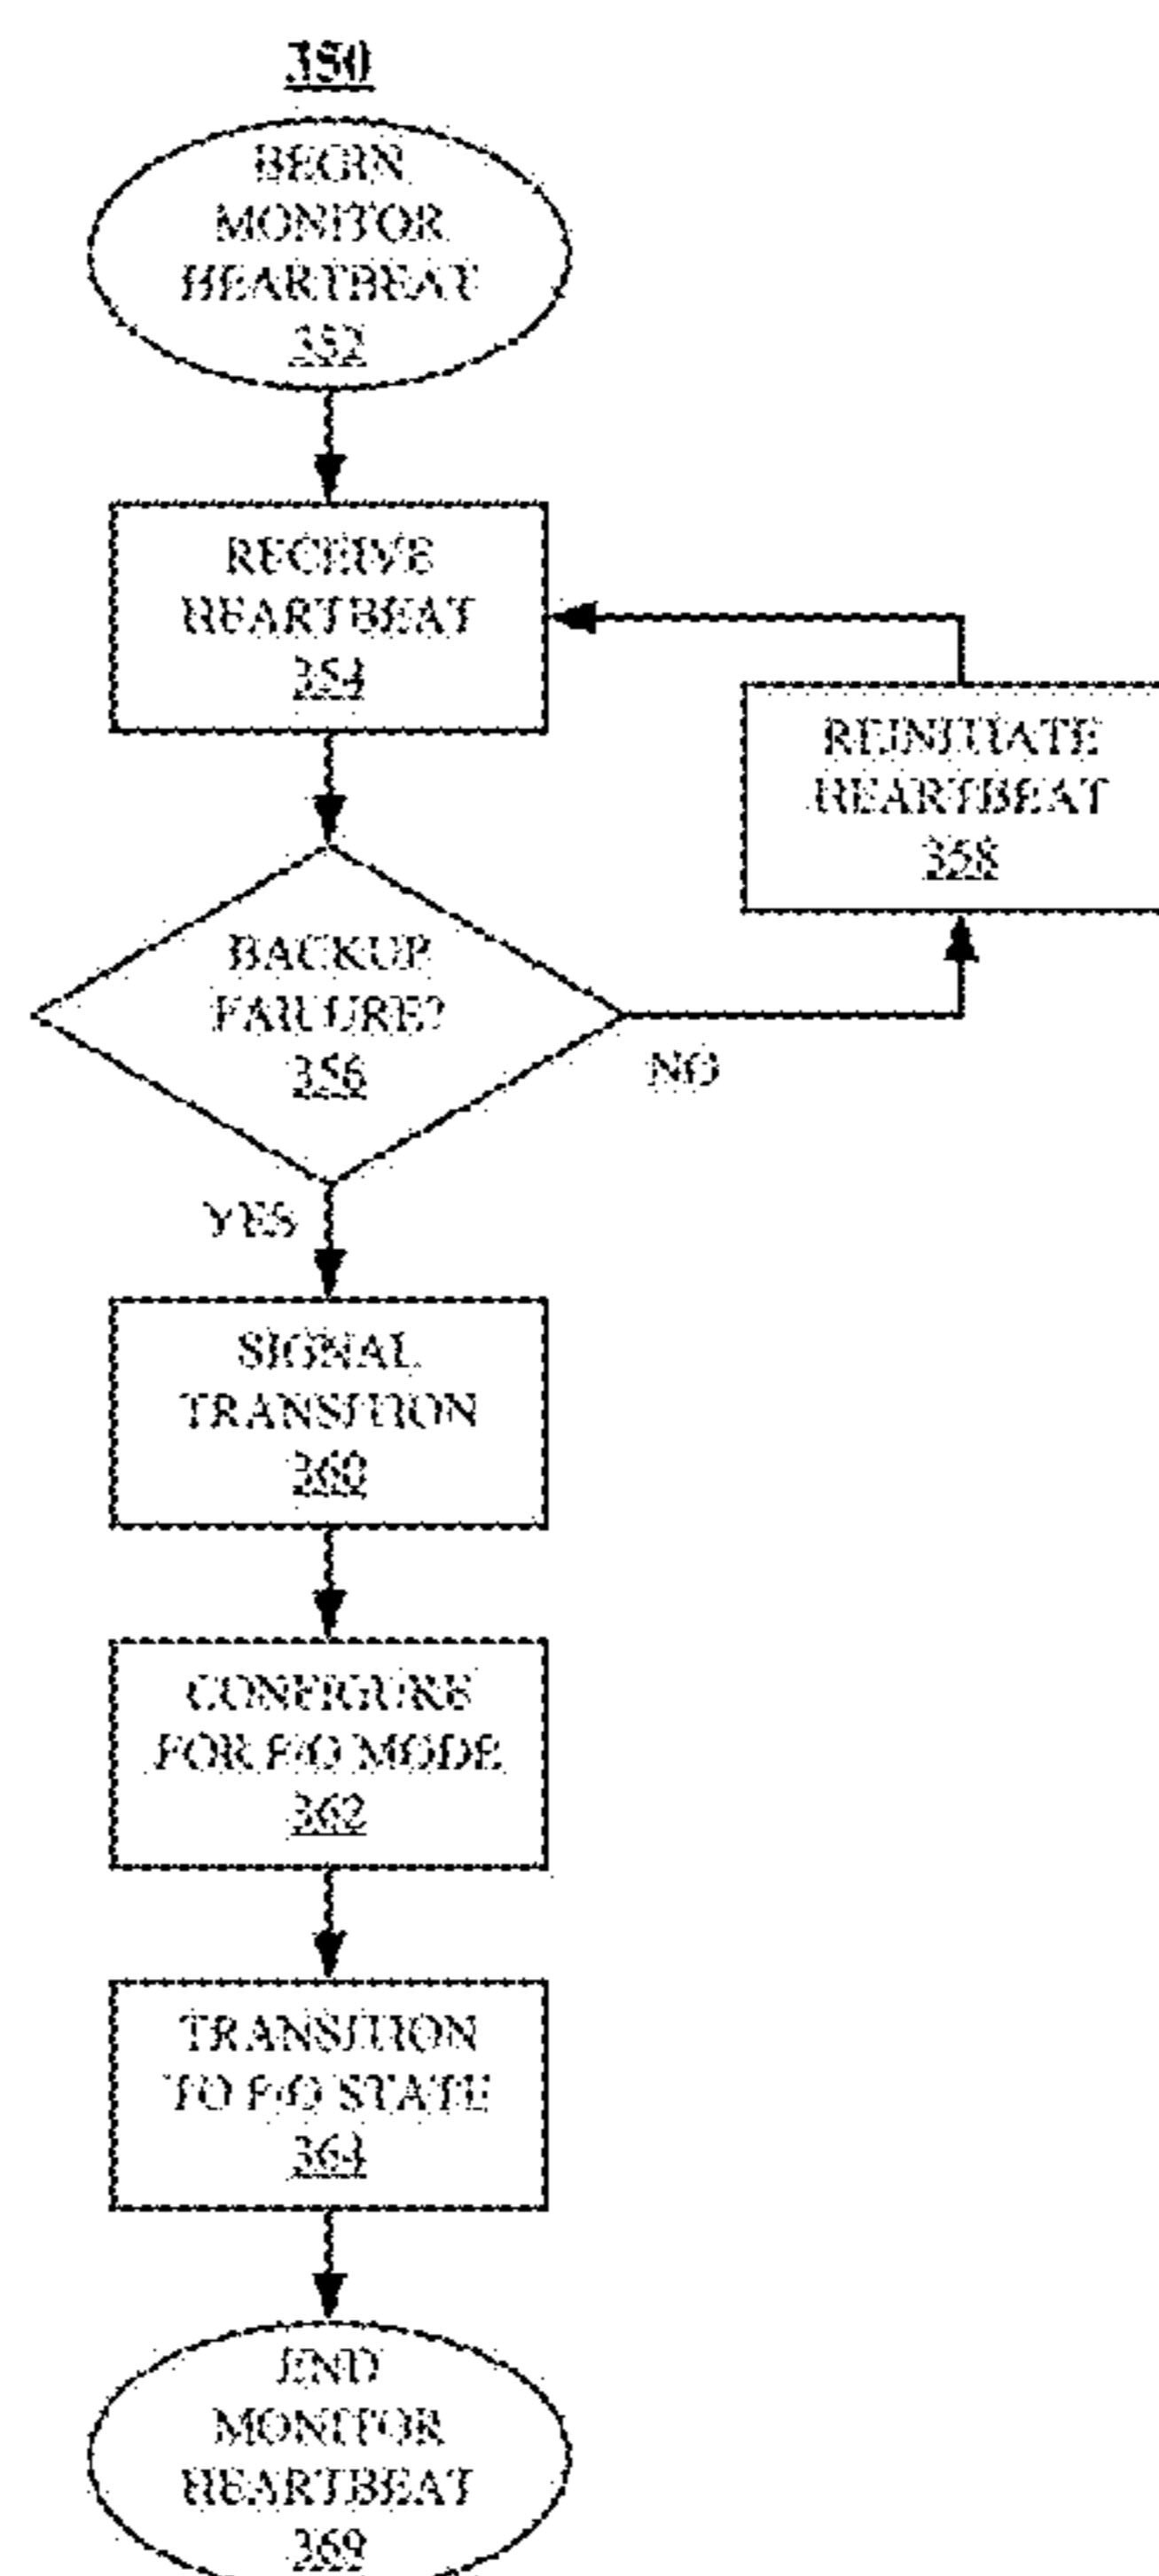 350
BEGIN
MONITOR
HEARTBEAT
352
RECEIVE
HEARTBEAT
354
REINITIATE
HEARTBEAT
358
BACKUP
FAILURE?
356
NO
YES
SIGNAL
TRANSITION
360
CONFIGURE
FOR F/O MODE
362
TRANSITION
TO F/O STATE
364
END
MONITOR
HEARTBEAT
369